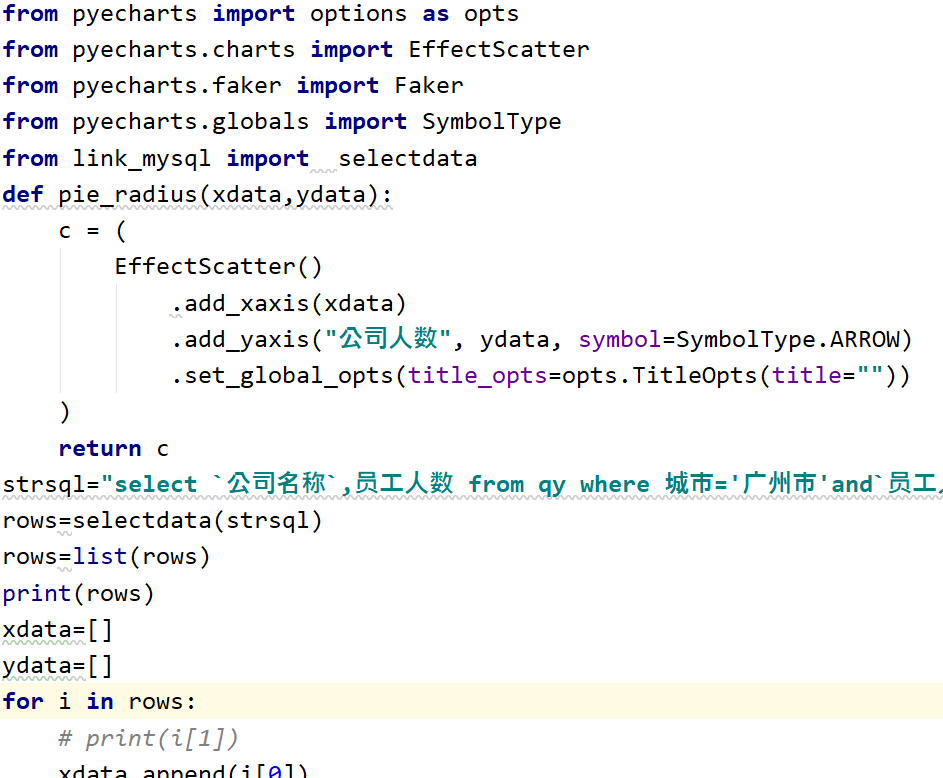 from pyecharts import options as opts
from pyecharts.charts import EffectScatter
from pyecharts.faker import Faker
from pyecharts.globals import SymbolType
from link_mysql import  selectdata
def pie_radius(xdata,ydata):
    c = (
        EffectScatter()
            .add_xaxis(xdata)
            .add_yaxis("公司人数", ydata, symbol=SymbolType.ARROW)
            .set_global_opts(title_opts=opts.TitleOpts(title=""))
    )
    return c
strsql="select `公司名称`,员工人数 from qy where 城市='广州市'and`员工
rows=selectdata(strsql)
rows=list(rows)
print(rows)
xdata=[]
ydata=[]
for i in rows:
    # print(i[1])
    xdata.append(i[0])